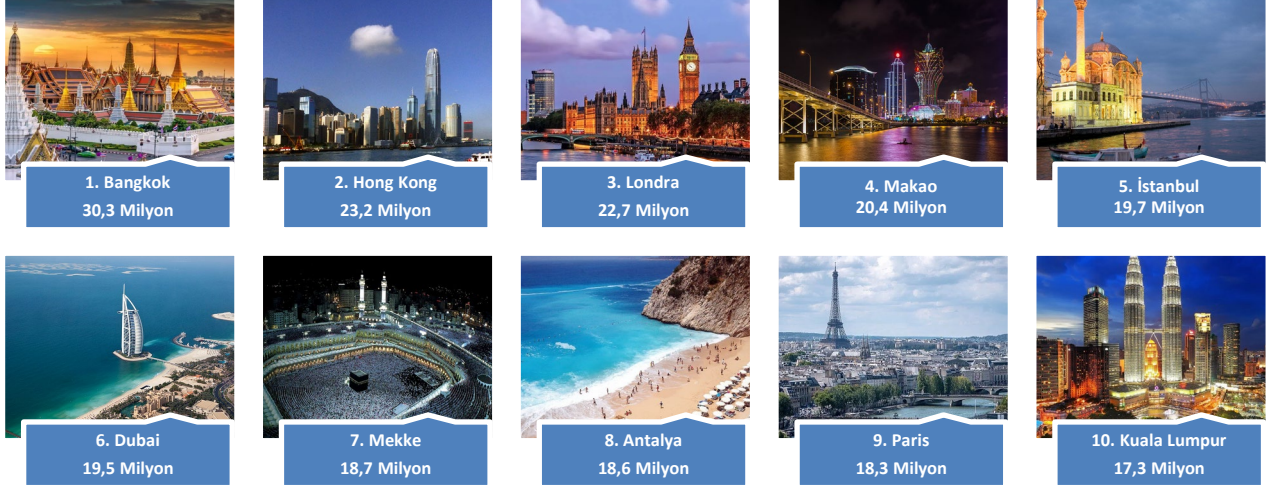 1. Bangkok
30,3 Milyon
2. Hong Kong
23,2 Milyon
3. Londra
22,7 Milyon
4. Makao
20,4 Milyon
5. İstanbul
19,7 Milyon
6. Dubai
19,5 Milyon
7. Mekke
18,7 Milyon
8. Antalya
18,6 Milyon
9. Paris
18,3 Milyon
10. Kuala Lumpur
17,3 Milyon